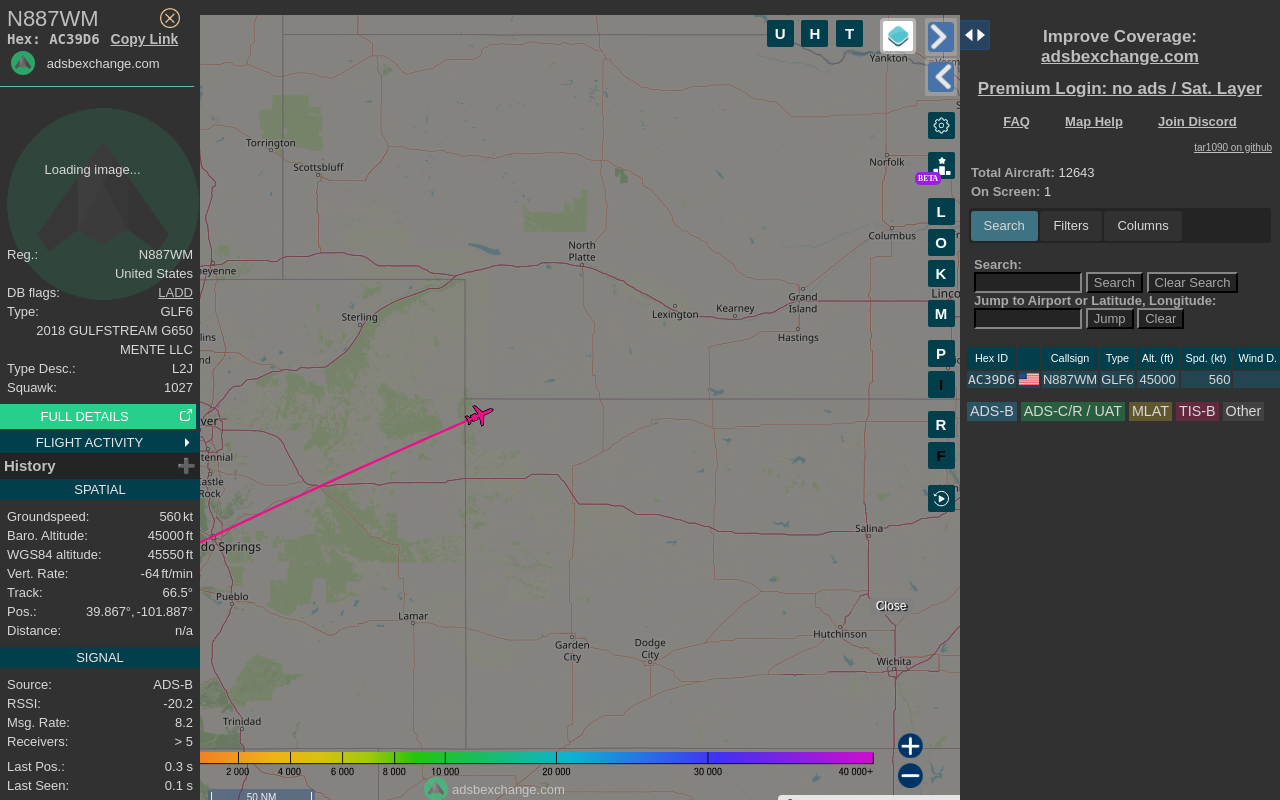 N887WM
Hex: AC39D6 Copy Link
adsbexchange.com
Loading image...
Reg.: N887WM
United States
DB flags: LADD
Type: GLF6
2018 GULFSTREAM G650
MENTE LLC
Type Desc.: L2J
Squawk: 1027
FULL DETAILS
FLIGHT ACTIVITY
History
SPATIAL
Groundspeed: 560 kt
Baro. Altitude: 45000 ft
WGS84 altitude: 45550 ft
Vert. Rate: -64 ft/min
Track: 66.5°
Pos.: 39.867°, -101.887°
Distance: n/a
SIGNAL
Source: ADS-B
RSSI: -20.2
Msg. Rate: 8.2
Receivers: > 5
Last Pos.: 0.3 s
Last Seen: 0.1 s
U H T
Yankton
Torrington
Scottsbluff
Norfolk
BETA
L
O
K
M
P
I
R
F
Columbus
North
Platte
eyenne
Sterling
Lexington
Kearney
Grand
Island
Linco
Hastings
lins
nd
ver
tennial
astle
Rock
do Springs
Salina
Pueblo
Lamar
Close
Hutchinson
Garden
City
Dodge
City
Wichita
Trinidad
2 000 4 000 6 000 8 000 10 000 20 000 30 000 40 000+
adsbexchange.com
50 NM
Improve Coverage:
adsbexchange.com
Premium Login: no ads / Sat. Layer
FAQ Map Help Join Discord
tar1090 on github
Total Aircraft: 12643
On Screen: 1
Search Filters Columns
Search:
Search Clear Search
Jump to Airport or Latitude, Longitude:
Jump Clear
Hex ID Callsign Type Alt. (ft) Spd. (kt) Wind D.
AC39D6 N887WM GLF6 45000 560
ADS-B ADS-C/R / UAT MLAT TIS-B Other